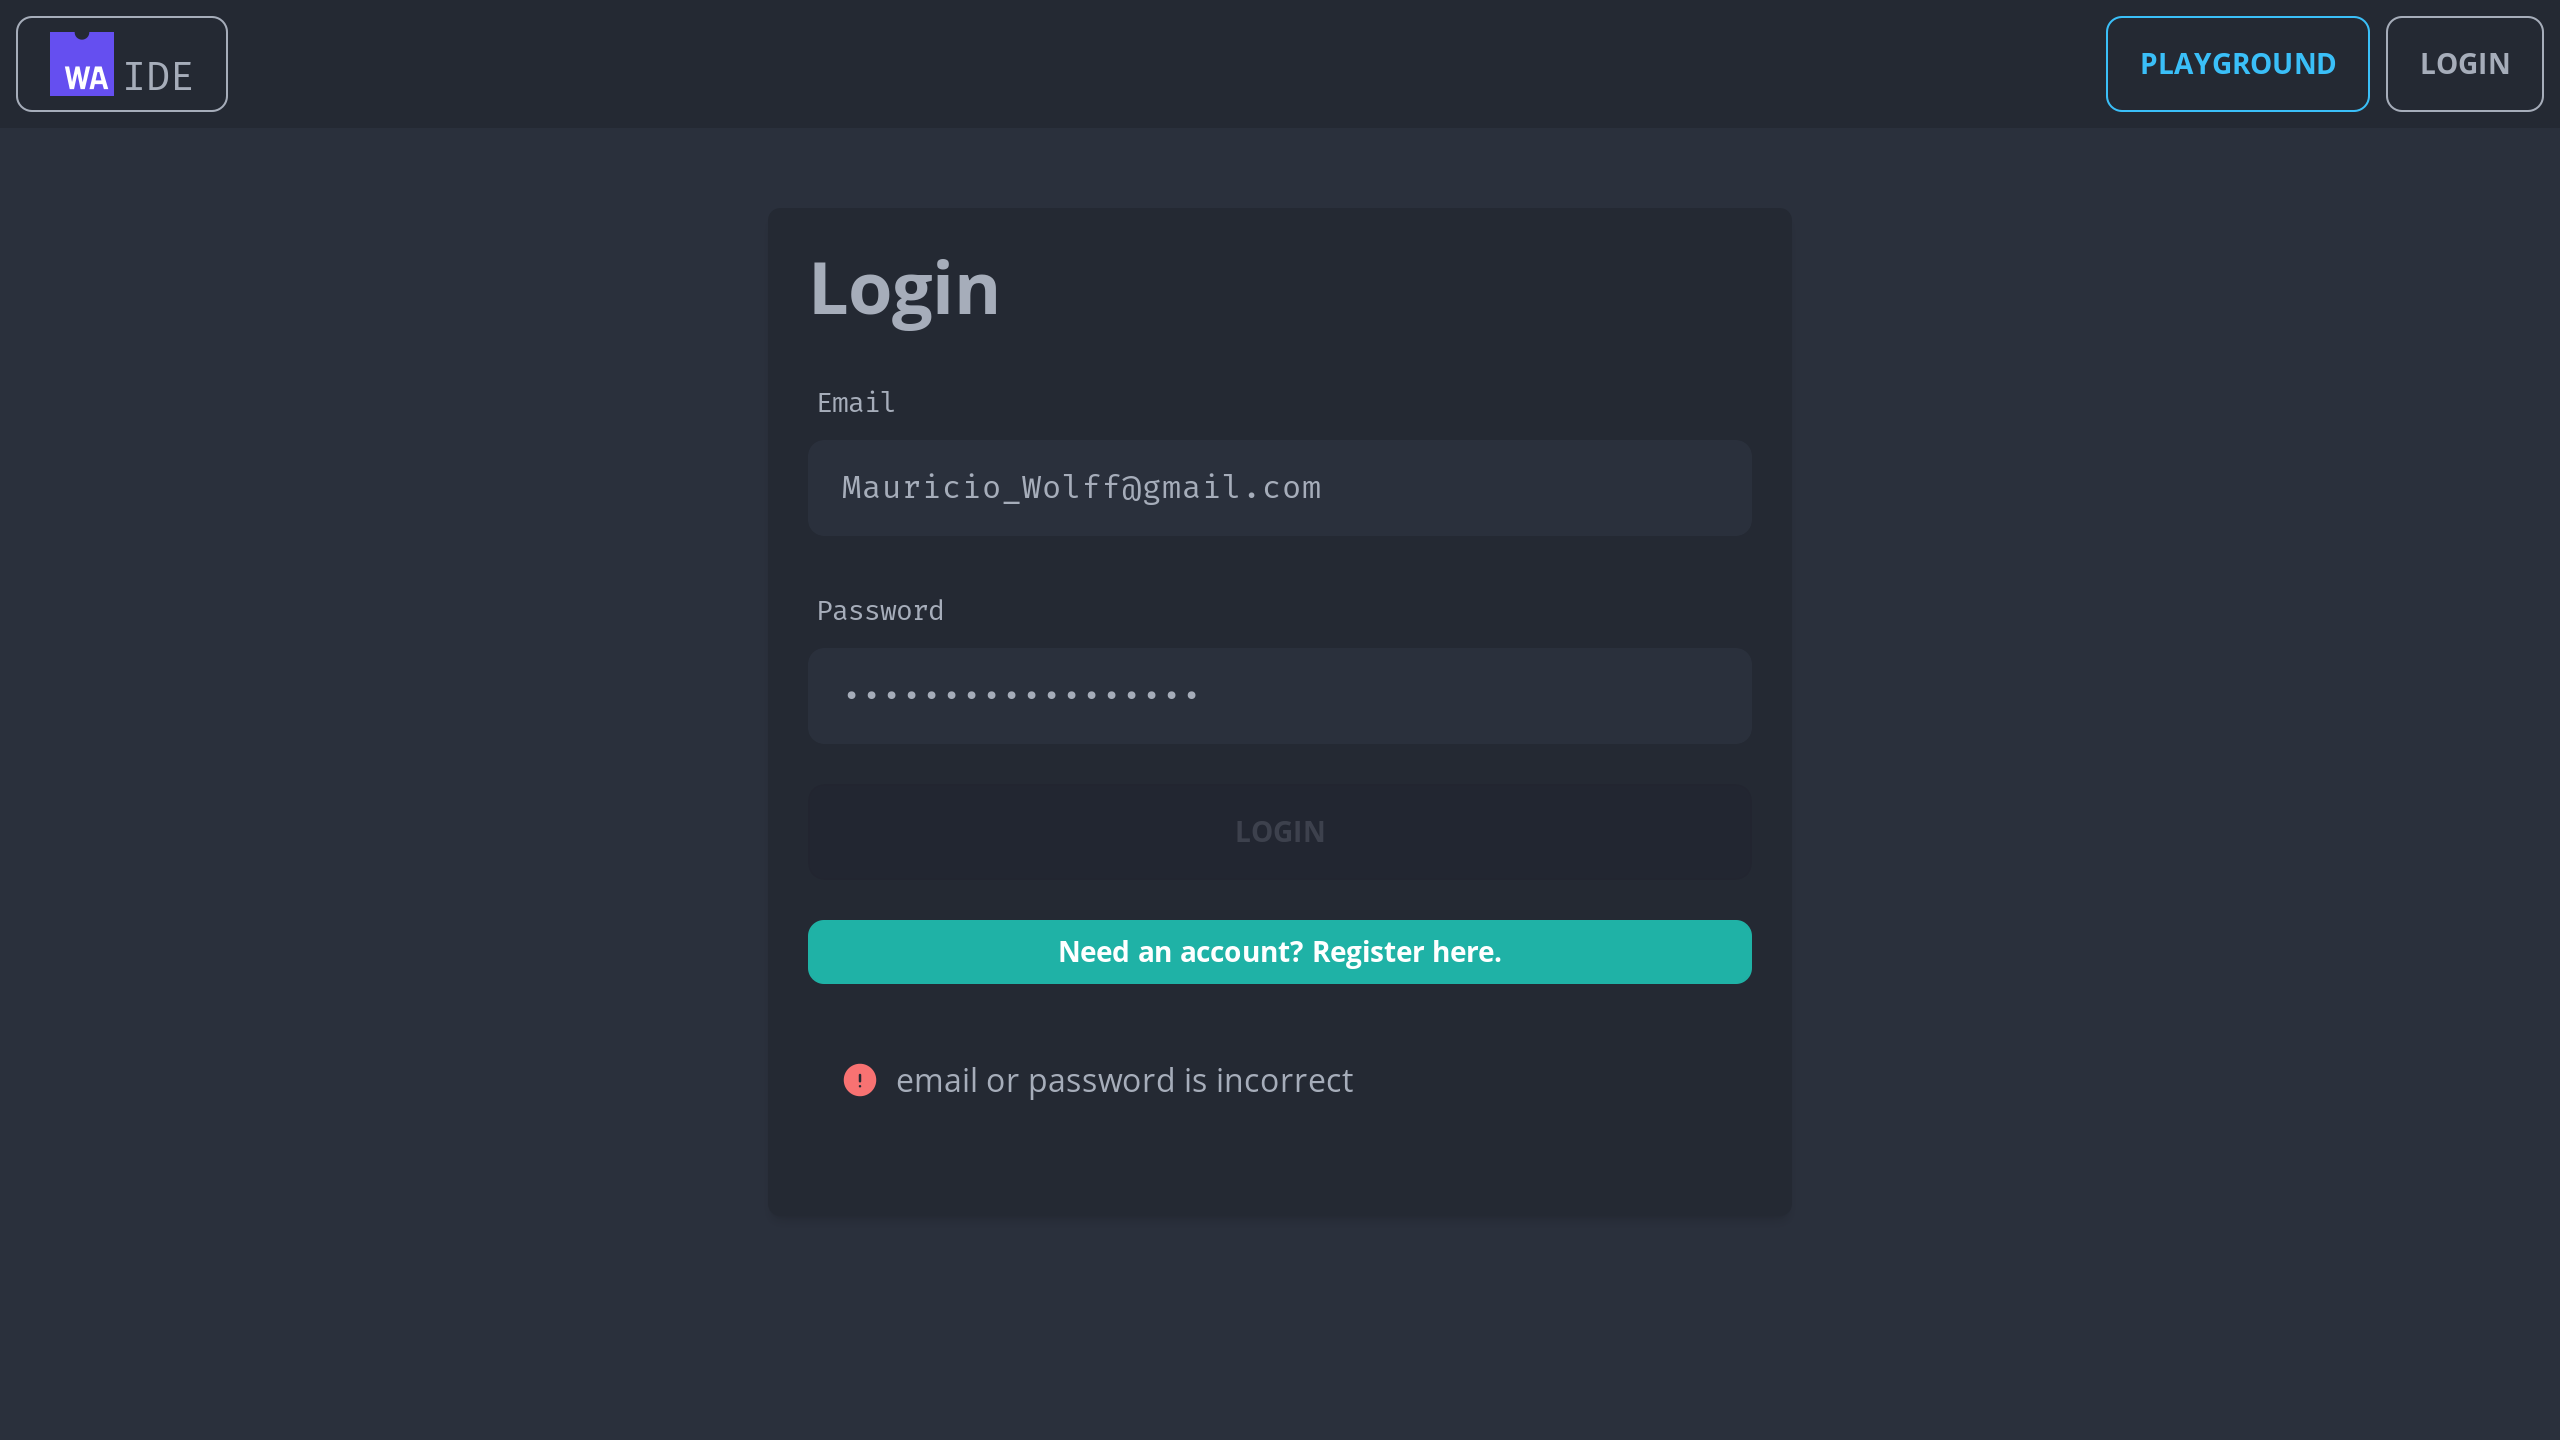 WA IDE
PLAYGROUND
LOGIN
Login
Email
Mauricio_Wolff@gmail.com
Password
••••••••••••••••••
LOGIN
Need an account? Register here.
email or password is incorrect